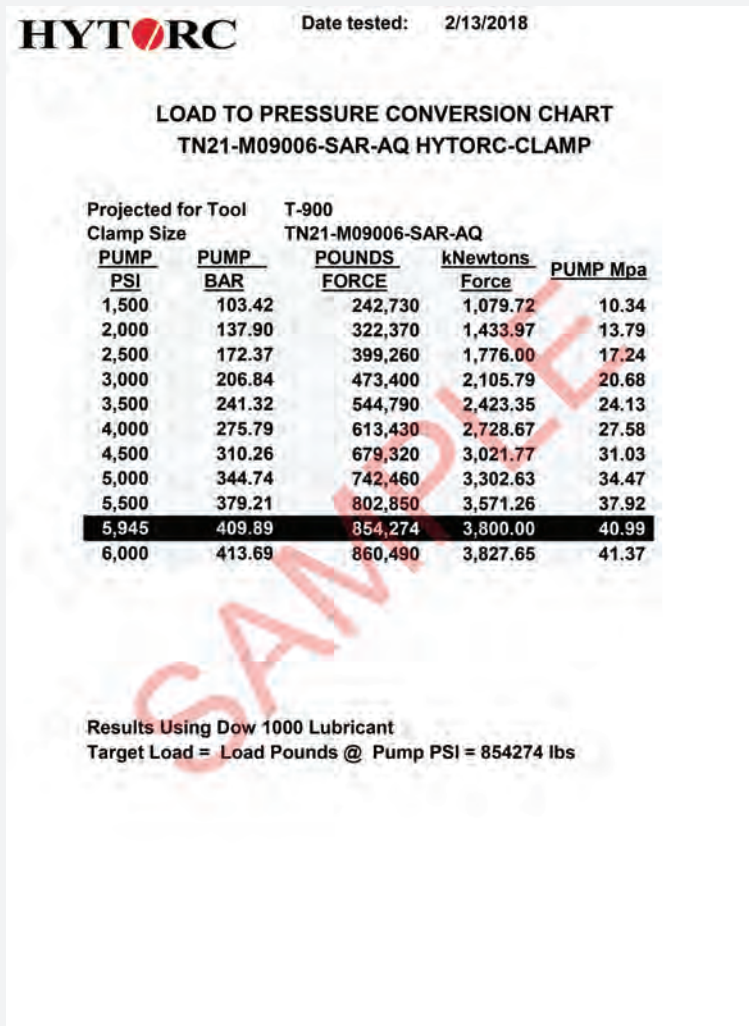 HYTORC Date tested: 2/13/2018
LOAD TO PRESSURE CONVERSION CHART
TN21-M09006-SAR-AQ HYTORC-CLAMP
Projected for Tool T-900
Clamp Size TN21-M09006-SAR-AQ
PUMP PUMP POUNDS kNewtons PUMP Mpa
PSI BAR FORCE Force
1,500 103.42 242,730 1,079.72 10.34
2,000 137.90 322,370 1,433.97 13.79
2,500 172.37 399,260 1,776.00 17.24
3,000 206.84 473,400 2,105.79 20.68
3,500 241.32 544,790 2,423.35 24.13
4,000 275.79 613,430 2,728.67 27.58
4,500 310.26 679,320 3,021.77 31.03
5,000 344.74 742,460 3,302.63 34.47
5,500 379.21 802,850 3,571.26 37.92
5,945 409.89 854,274 3,800.00 40.99
6,000 413.69 860,490 3,827.65 41.37
SAMPLE
Results Using Dow 1000 Lubricant
Target Load = Load Pounds @ Pump PSI = 854274 lbs